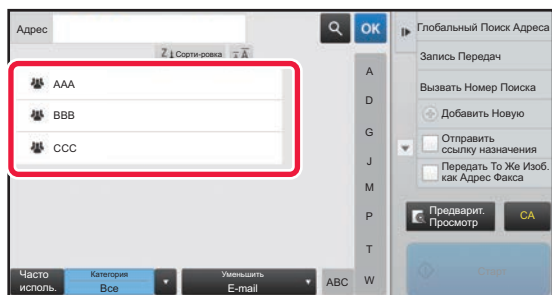 Адрес
OK
Сорти-ровка
AAA
BBB
CCC
A
D
G
J
M
P
T
W
ABC
Часто
исполь.
Категория
Все
Уменьшить
E-mail
Глобальный Поиск Адреса
Запись Передач
Вызвать Номер Поиска
Добавить Новую
Отправить
ссылку назначения
Передать То Же Изоб.
как Адрес Факса
Предварит.
Просмотр
CA
Старт